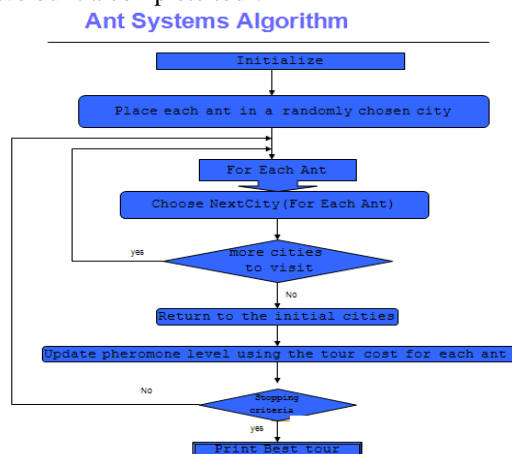 Ant Systems Algorithm
Initialize
Place each ant in a randomly chosen city
For Each Ant
Choose NextCity(For Each Ant)
yes
more cities
to visit
No
Return to the initial cities
Update pheromone level using the tour cost for each ant
No
Stopping
criteria
yes
Print Best tour